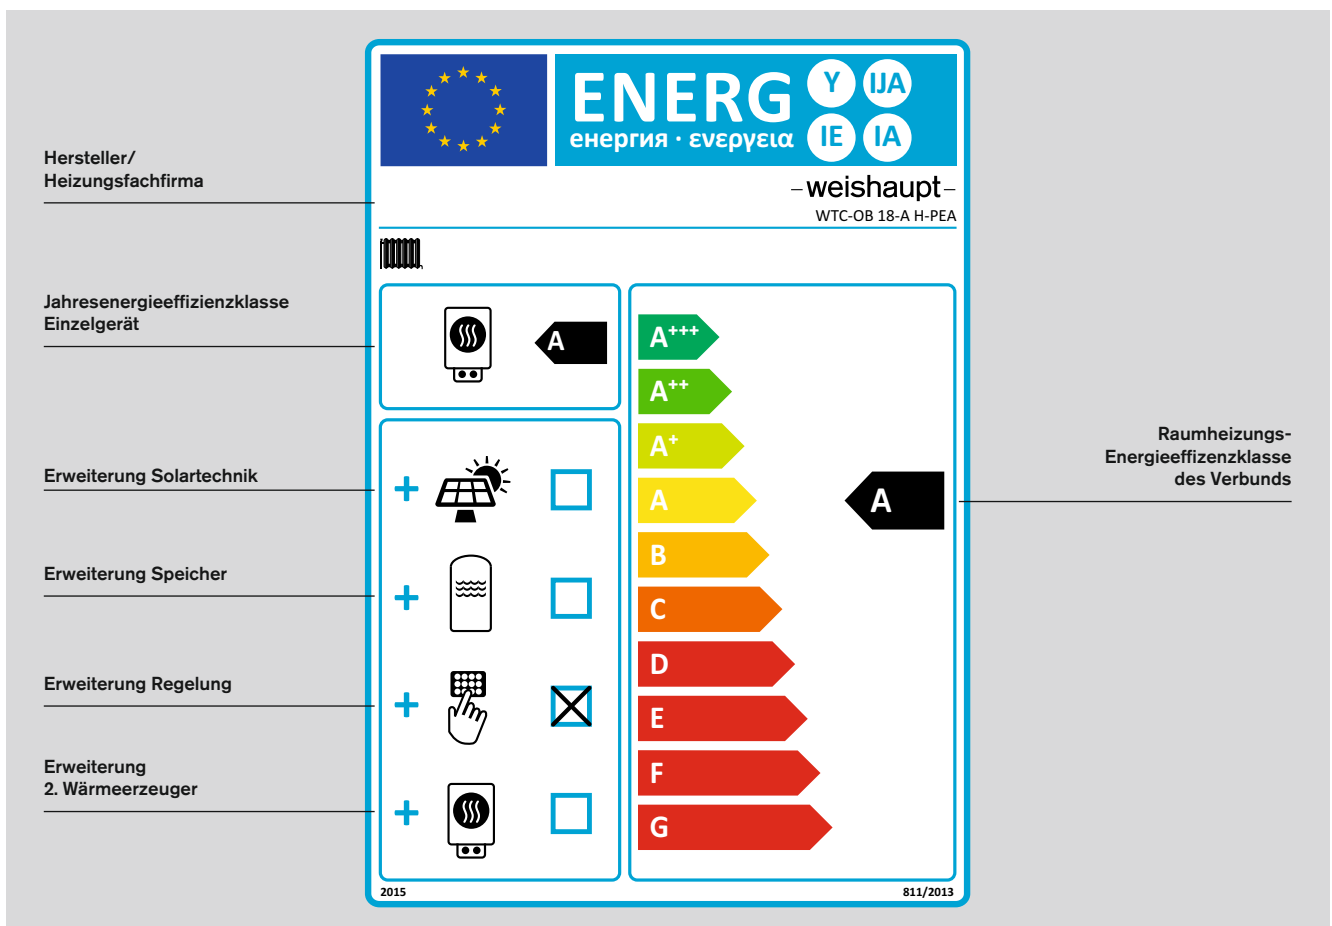 ENERG
Y IJA
IE IA
енергия · ενεργεια
Hersteller/
Heizungsfachfirma
–weishaupt–
WTC-OB 18-A H-PEA
Jahresenergieeffizienzklasse
Einzelgerät
A
Erweiterung Solartechnik
Erweiterung Speicher
Erweiterung Regelung
Erweiterung
2. Wärmeerzeuger
A+++
A++
A+
A
B
C
D
E
F
G
A
Raumheizungs-
Energieeffizenzklasse
des Verbunds
2015
811/2013